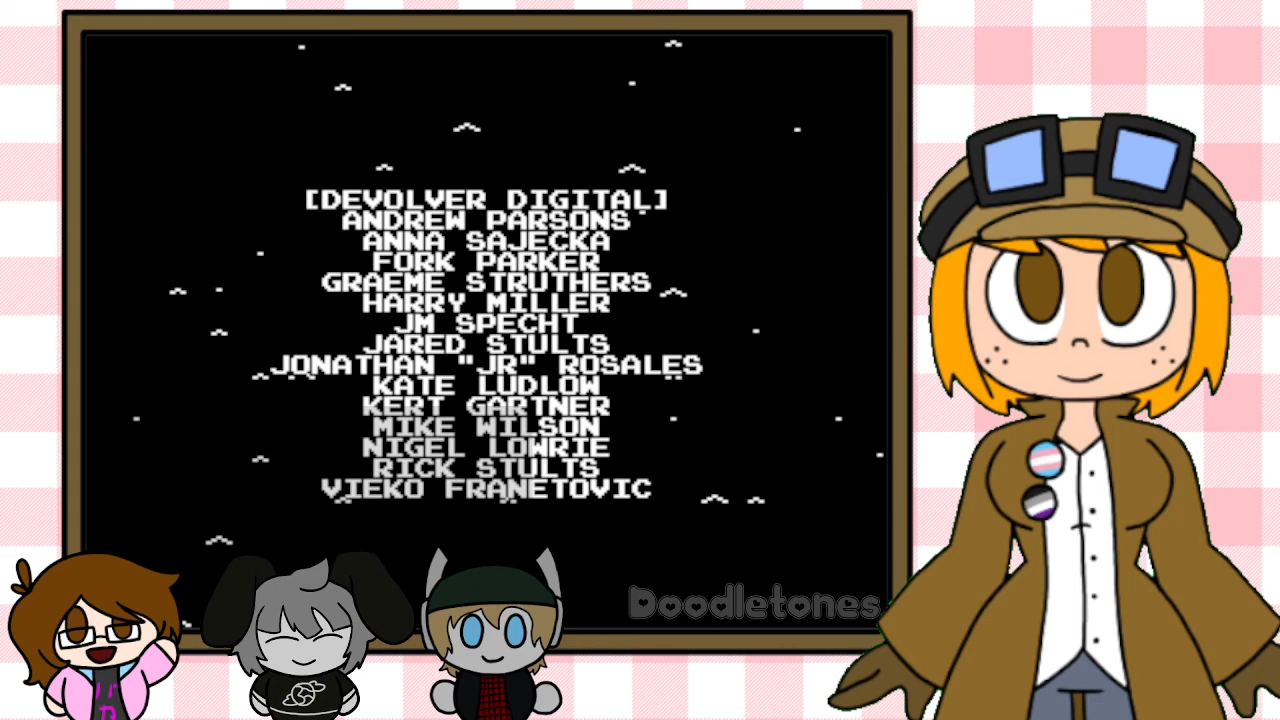 [DEVOLVER DIGITAL]
ANDREW PARSONS
ANNA SAJECKA
FORK PARKER
GRAEME STRUTHERS
HARRY MILLER
JM SPECHT
JARED STULTS
JONATHAN "JR" ROSALES
KATE LUDLOW
KERT GARTNER
MIKE WILSON
NIGEL LOWRIE
RICK STULTS
VIEKO FRANETOVIC
Doodletones